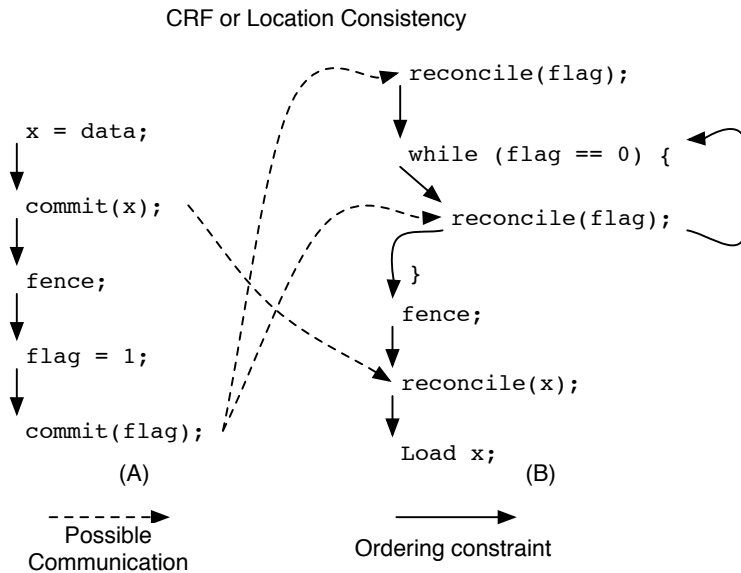 CRF or Location Consistency
x = data;
commit(x);
fence;
flag = 1;
commit(flag);
(A)
reconcile(flag);
while (flag == 0) {
reconcile(flag);
}
fence;
reconcile(x);
Load x;
(B)
Possible
Communication
Ordering constraint